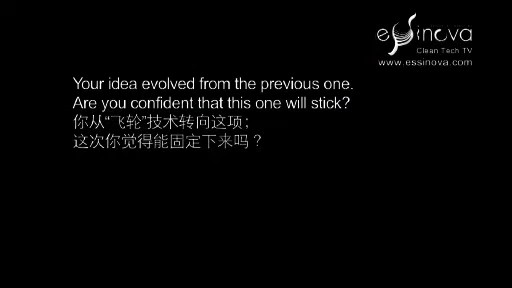 essinova
Clean Tech TV
www.essinova.com
Your idea evolved from the previous one.
Are you confident that this one will stick?
你从“飞轮”技术转向这项；
这次你觉得能固定下来吗？